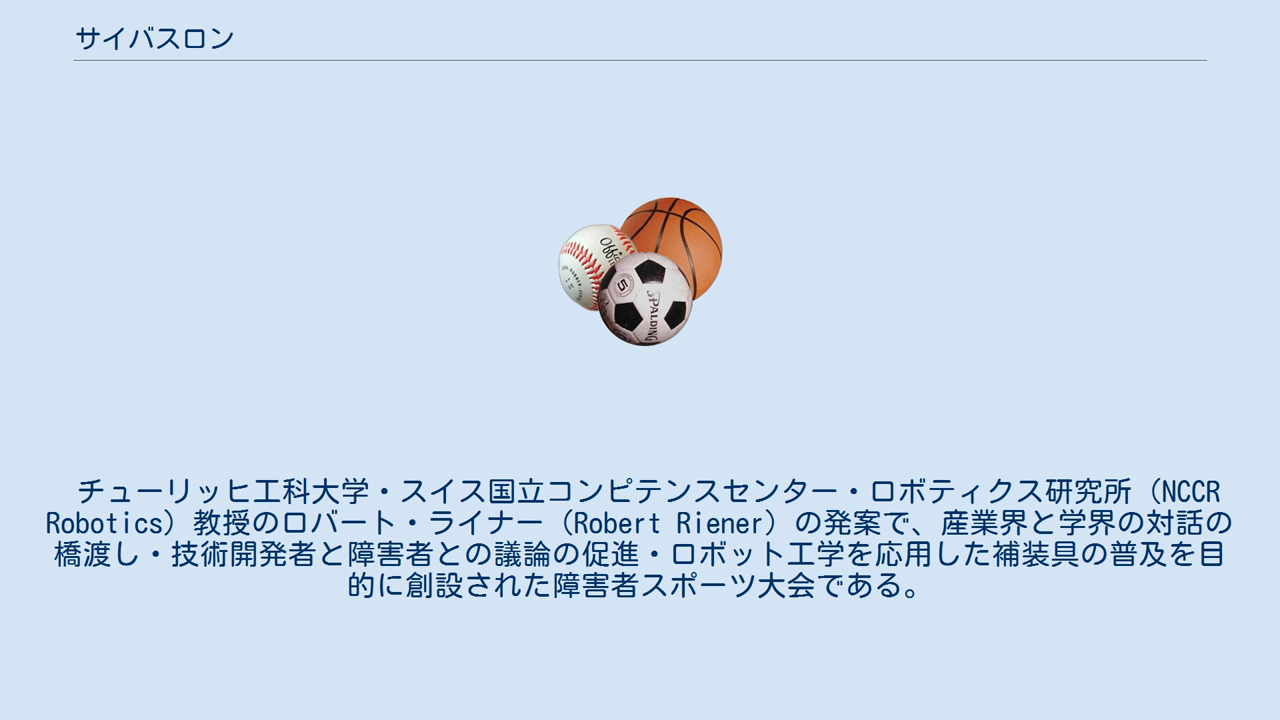 サイバスロン
Offici
5
SPALDING
チューリッヒ工科大学・スイス国立コンピテンスセンター・ロボティクス研究所（NCCR
Robotics）教授のロバート・ライナー（Robert Riener）の発案で、産業界と学界の対話の
橋渡し・技術開発者と障害者との議論の促進・ロボット工学を応用した補装具の普及を目
的に創設された障害者スポーツ大会である。